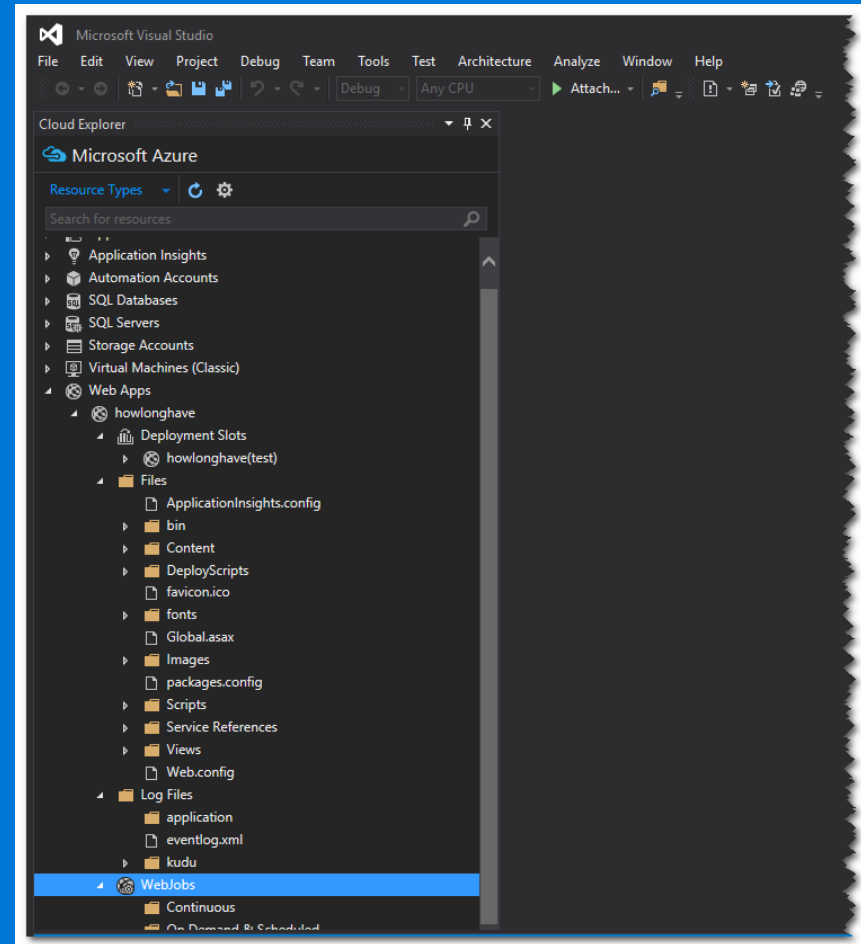 Microsoft Visual Studio
File Edit View Project Debug Team Tools Test Architecture Analyze Window Help
Debug Any CPU Attach...
Cloud Explorer
Microsoft Azure
Resource Types
Search for resources
Application Insights
Automation Accounts
SQL Databases
SQL Servers
Storage Accounts
Virtual Machines (Classic)
Web Apps
howlonghave
Deployment Slots
howlonghave(test)
Files
ApplicationInsights.config
bin
Content
DeployScripts
favicon.ico
fonts
Global.asax
Images
packages.config
Scripts
Service References
Views
Web.config
Log Files
application
eventlog.xml
kudu
WebJobs
Continuous
On Demand & Scheduled